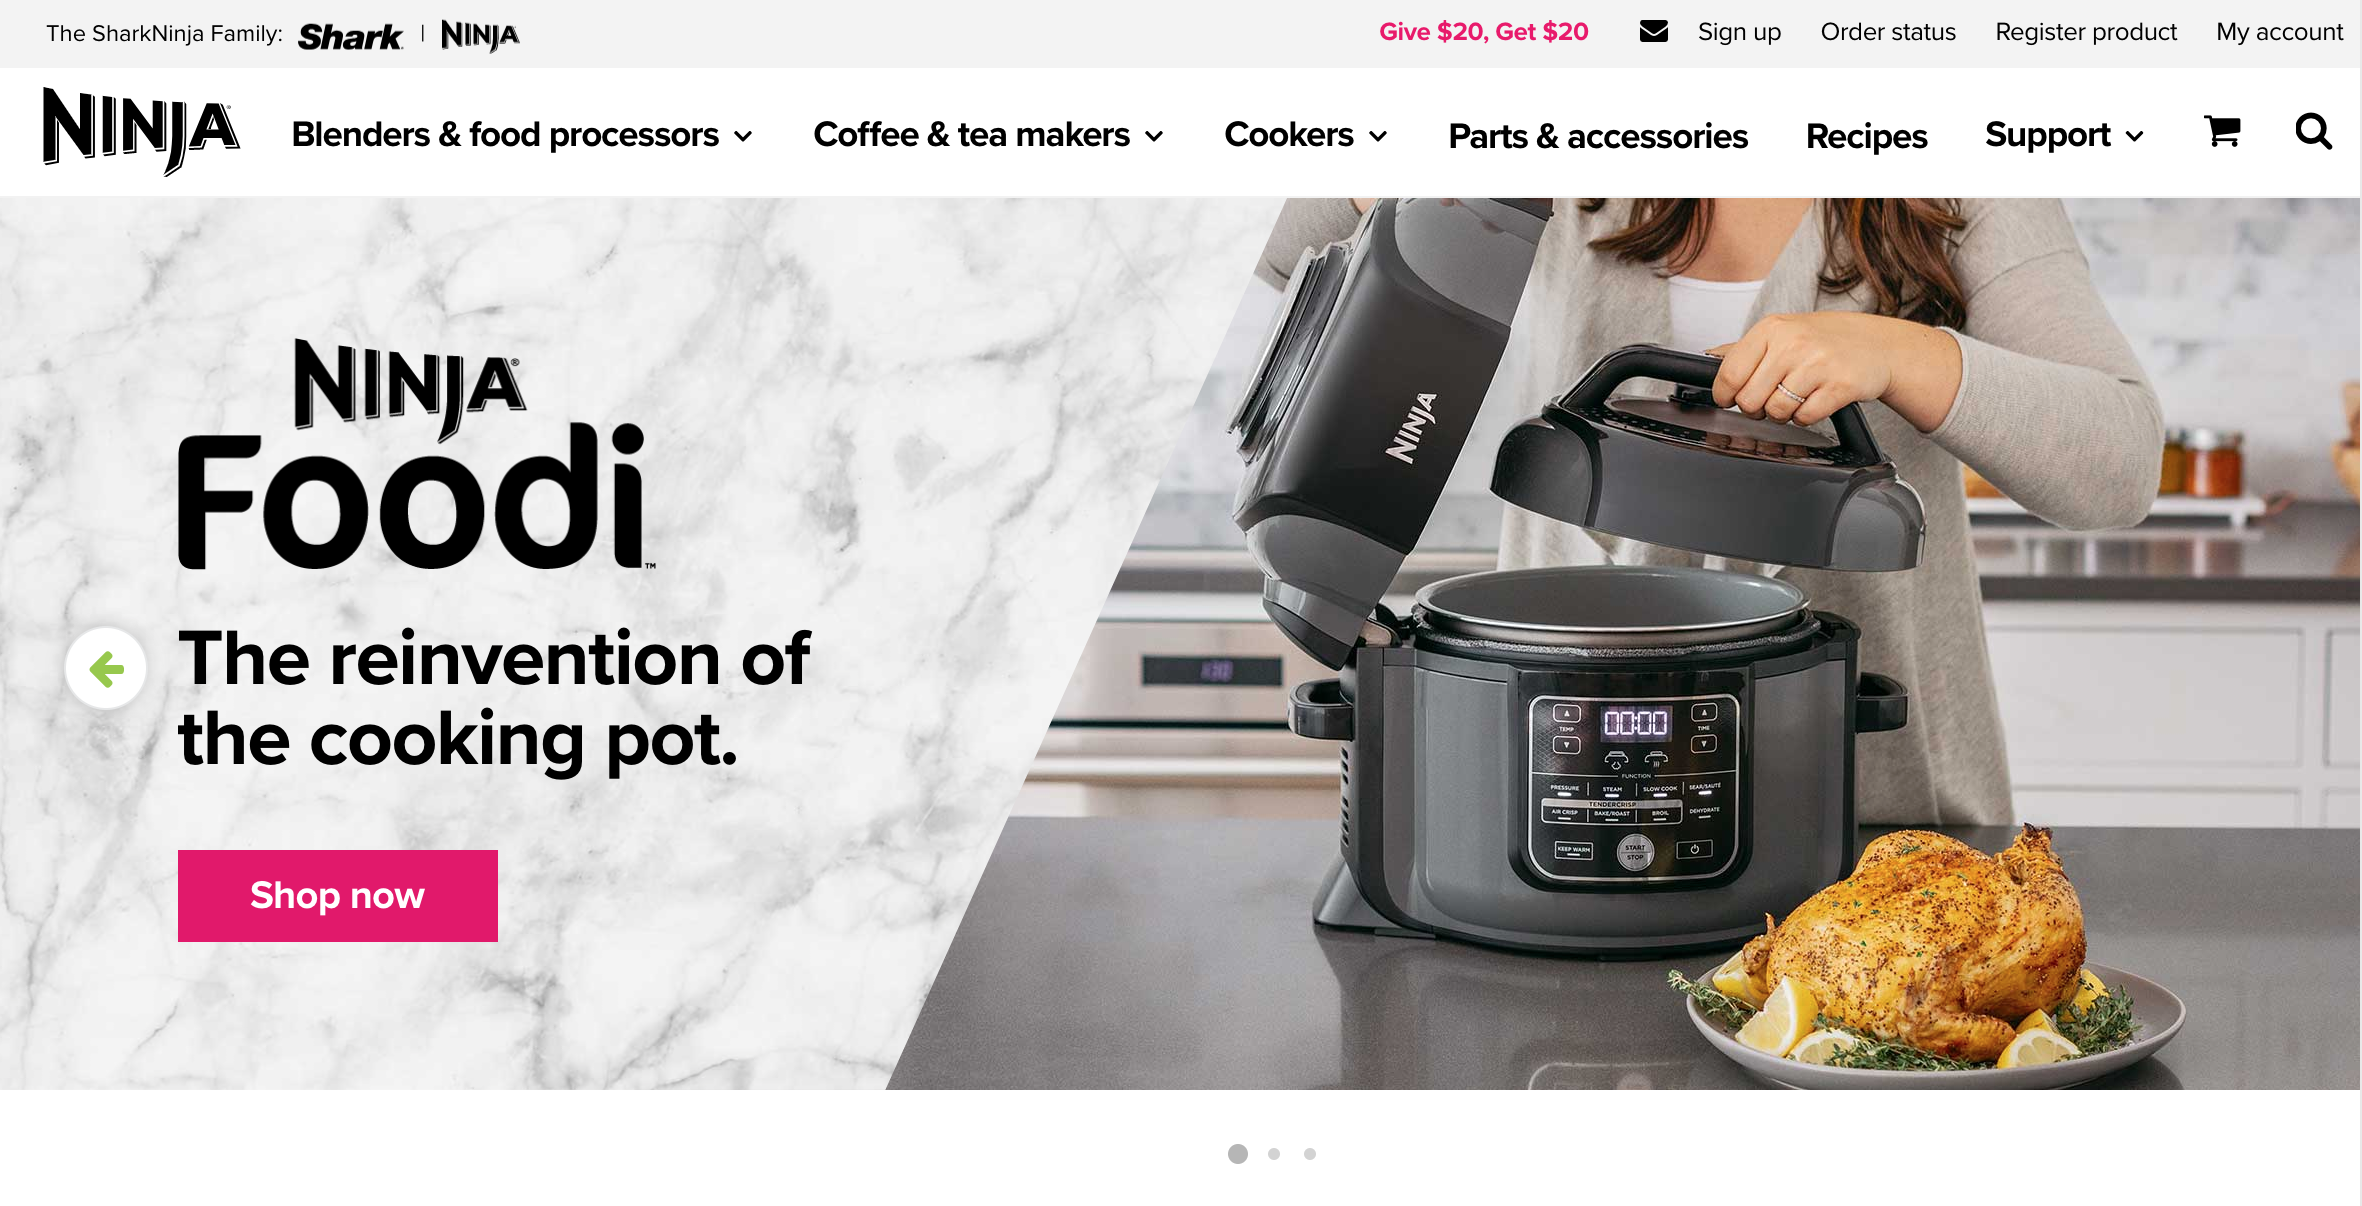 The SharkNinja Family: Shark | NINJA
Give $20, Get $20 Sign up Order status Register product My account
NINJA Blenders & food processors Coffee & tea makers Cookers Parts & accessories Recipes Support
NINJA®
Foodi™
The reinvention of
the cooking pot.
Shop now
NINJA
00:00
TEMP TIME
FUNCTION
PRESSURE STEAM SLOW COOK SEAR/SAUTÉ
TENDERCRISP
AIR CRISP BAKE/ROAST BROIL DEHYDRATE
KEEP WARM START
STOP